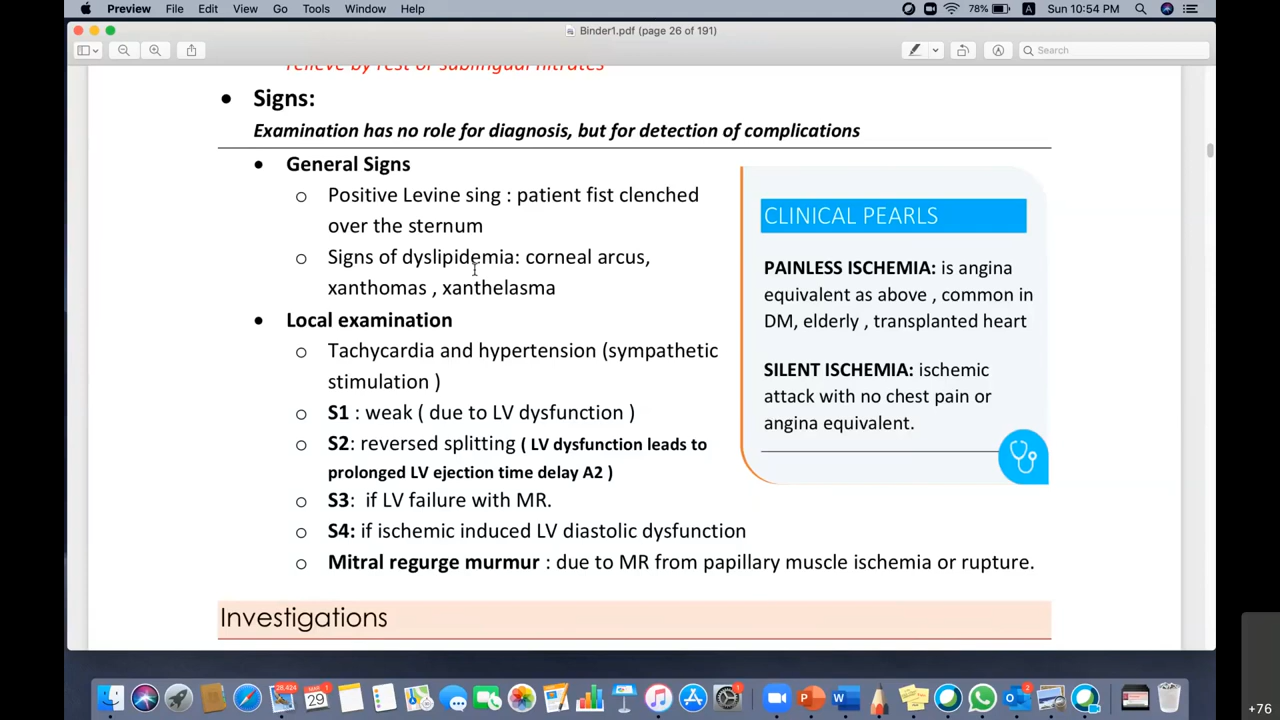 Preview File Edit View Go Tools Window Help
78% A Sun 10:54 PM
Binder1.pdf (page 26 of 191)
Search
relieve by rest or sublingual nitrates
• Signs:
Examination has no role for diagnosis, but for detection of complications
• General Signs
o Positive Levine sing : patient fist clenched
over the sternum
o Signs of dyslipidemia: corneal arcus,
xanthomas , xanthelasma
• Local examination
o Tachycardia and hypertension (sympathetic
stimulation )
o S1 : weak ( due to LV dysfunction )
o S2: reversed splitting ( LV dysfunction leads to
prolonged LV ejection time delay A2 )
o S3: if LV failure with MR.
o S4: if ischemic induced LV diastolic dysfunction
o Mitral regurge murmur : due to MR from papillary muscle ischemia or rupture.
CLINICAL PEARLS
PAINLESS ISCHEMIA: is angina
equivalent as above , common in
DM, elderly , transplanted heart
SILENT ISCHEMIA: ischemic
attack with no chest pain or
angina equivalent.
Investigations
28,424
MAR
29
1
1
2
+76